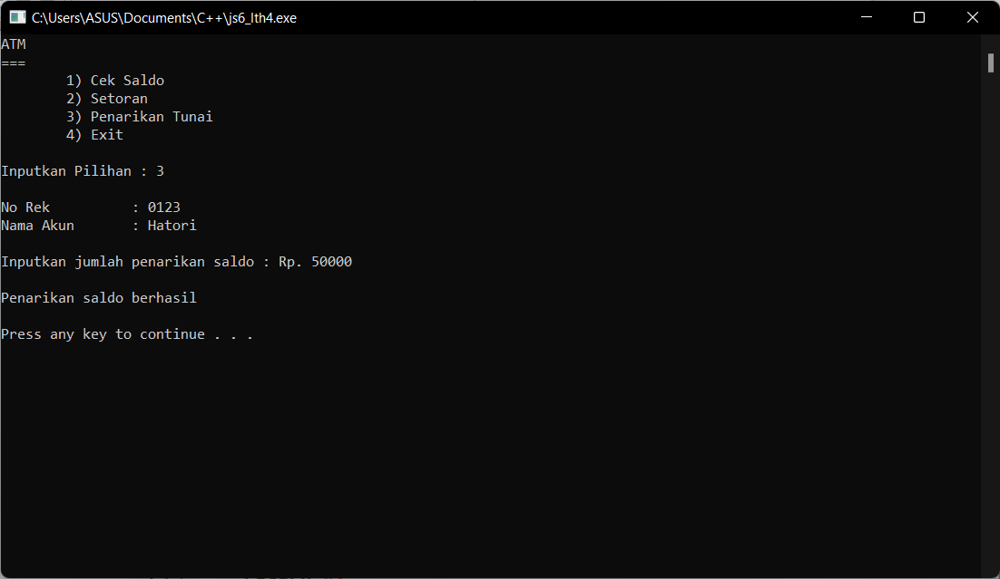 C:\Users\ASUS\Documents\C++\js6_lth4.exe
ATM
===
1) Cek Saldo
2) Setoran
3) Penarikan Tunai
4) Exit
Inputkan Pilihan : 3
No Rek : 0123
Nama Akun : Hatori
Inputkan jumlah penarikan saldo : Rp. 50000
Penarikan saldo berhasil
Press any key to continue . . .